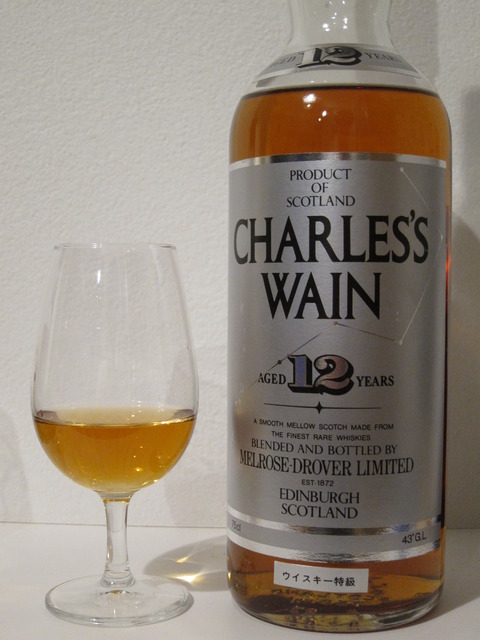 AGED 12 YEARS
PRODUCT
OF
SCOTLAND
CHARLES'S
WAIN
AGED 12 YEARS
A SMOOTH MELLOW SCOTCH MADE FROM
THE FINEST RARE WHISKIES
BLENDED AND BOTTLED BY
MELROSE-DROVER LIMITED
EST·1872
EDINBURGH
SCOTLAND
75cl 43°G.L
ウイスキー特級